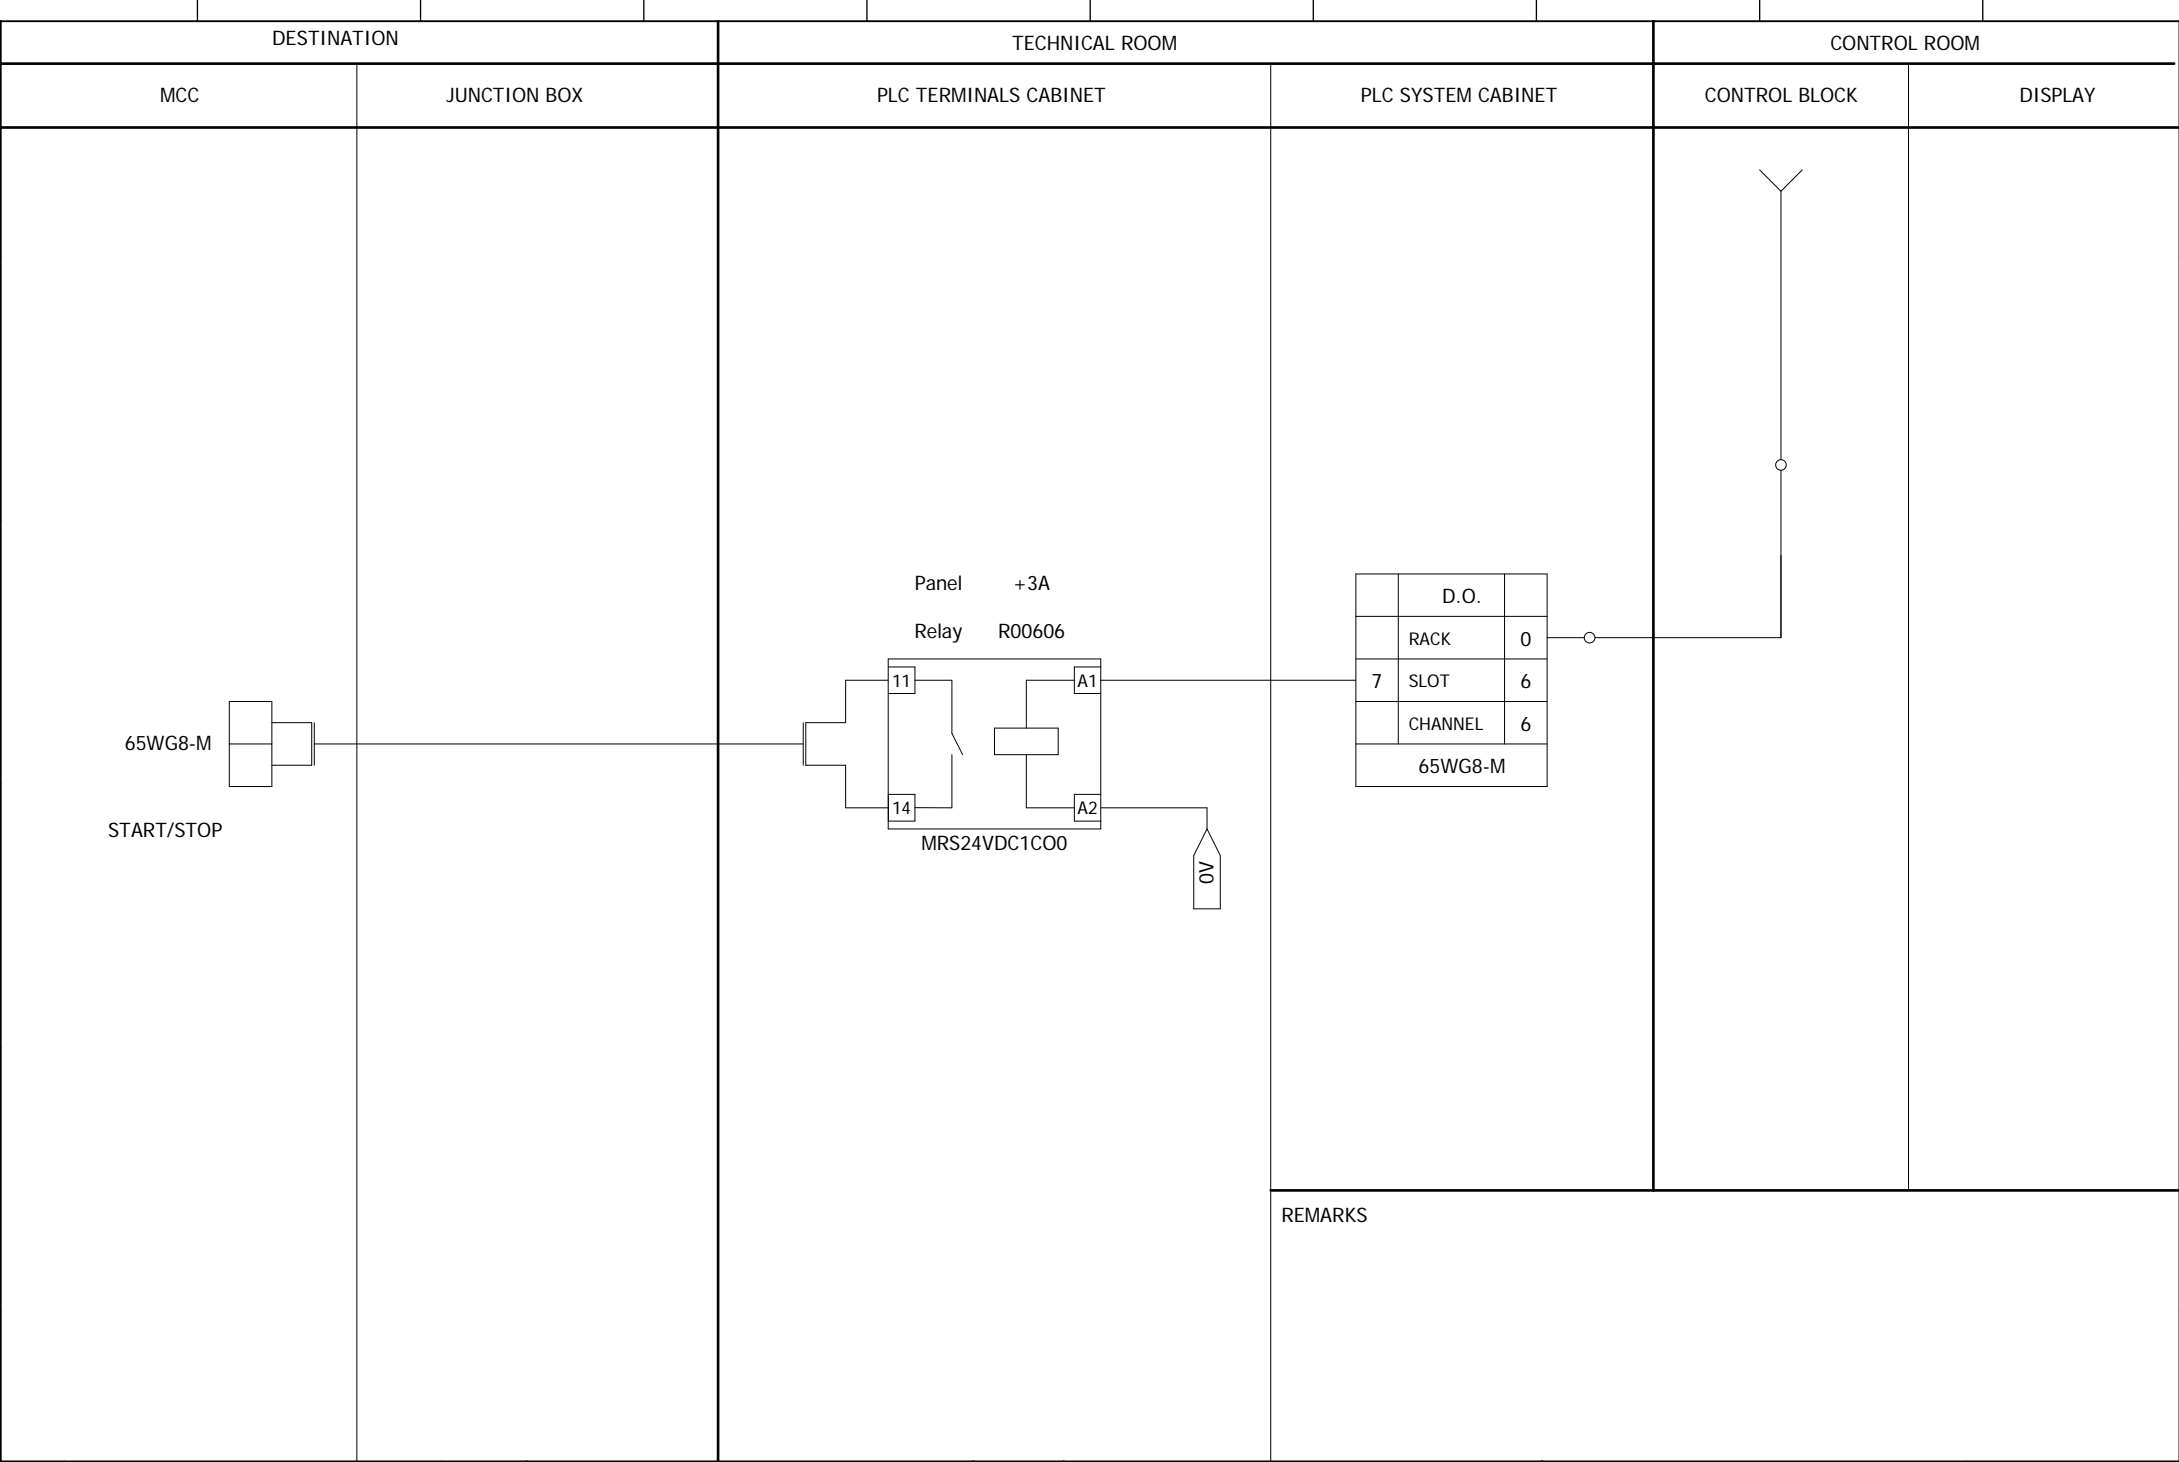 DESTINATION
TECHNICAL ROOM
CONTROL ROOM
MCC
JUNCTION BOX
PLC TERMINALS CABINET
PLC SYSTEM CABINET
CONTROL BLOCK
DISPLAY
Panel +3A
Relay R00606
11
A1
14
A2
MRS24VDC1CO0
0V
65WG8-M
START/STOP
D.O.
RACK 0
7 SLOT 6
CHANNEL 6
65WG8-M
REMARKS